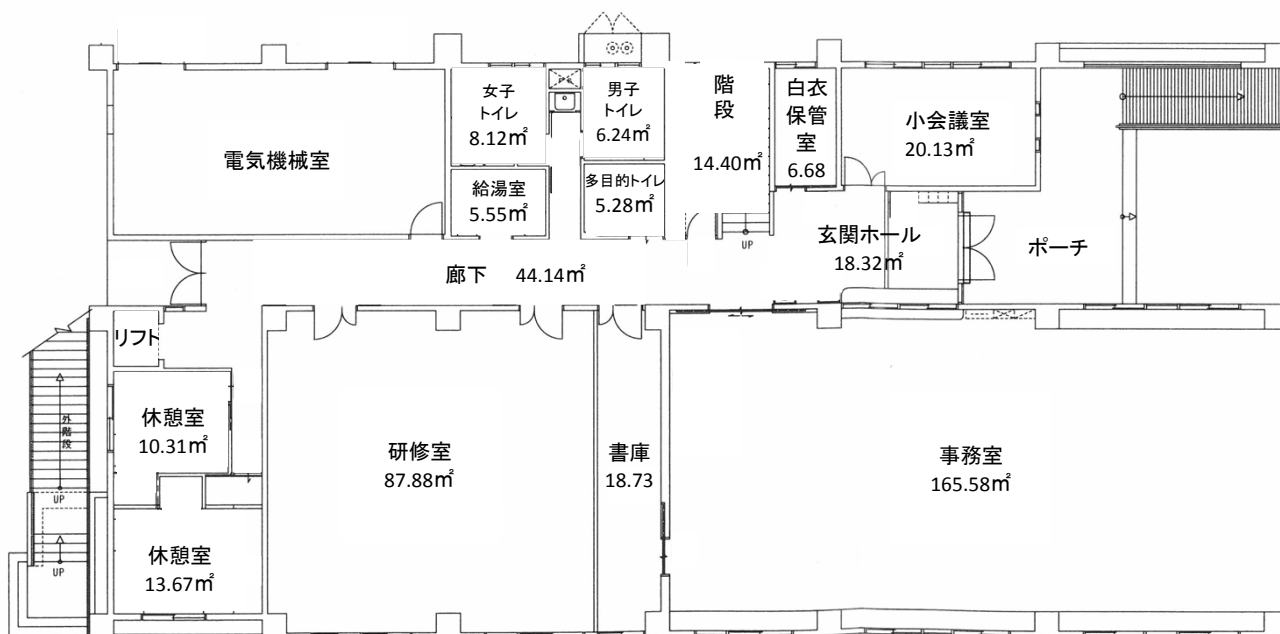 電気機械室
女子
トイレ
8.12㎡
給湯室
5.55㎡
男子
トイレ
6.24㎡
多目的トイレ
5.28㎡
階
段
14.40㎡
UP
白衣
保管
室
6.68
小会議室
20.13㎡
玄関ホール
18.32㎡
ポーチ
廊下 44.14㎡
リフト
外階段
UP
UP
休憩室
10.31㎡
休憩室
13.67㎡
研修室
87.88㎡
書庫
18.73
事務室
165.58㎡